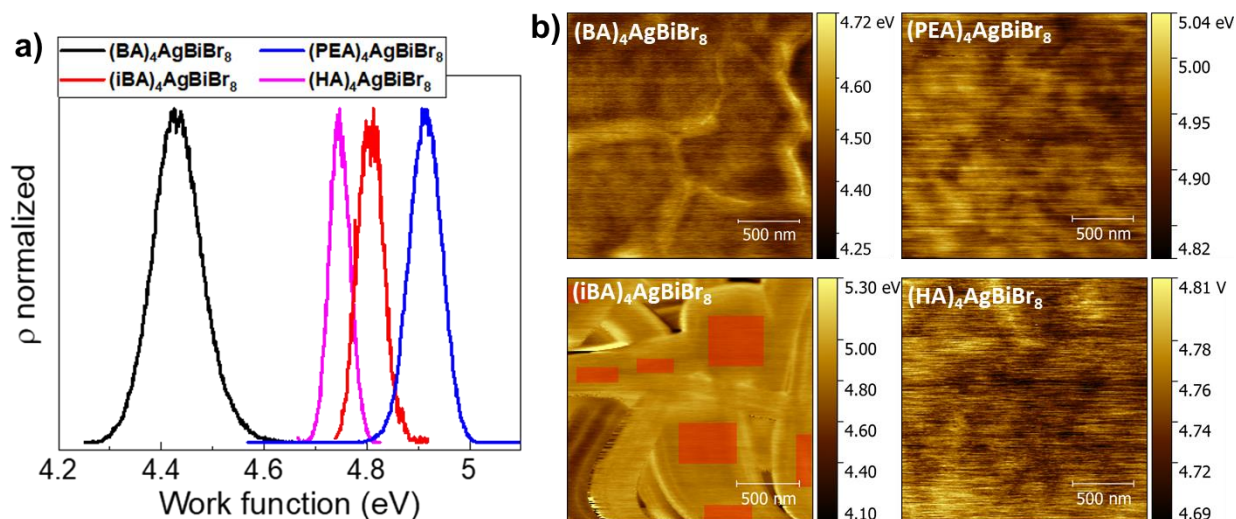 a)
(BA)₄AgBiBr₈
(PEA)₄AgBiBr₈
(iBA)₄AgBiBr₈
(HA)₄AgBiBr₈
ρ normalized
4.2
4.4
4.6
4.8
5
Work function (eV)
b)
(BA)₄AgBiBr₈
500 nm
4.72 eV
4.60
4.50
4.40
4.25
(PEA)₄AgBiBr₈
500 nm
5.04 eV
5.00
4.95
4.90
4.82
(iBA)₄AgBiBr₈
500 nm
5.30 eV
5.00
4.80
4.60
4.40
4.10
(HA)₄AgBiBr₈
500 nm
4.81 V
4.78
4.76
4.74
4.72
4.69